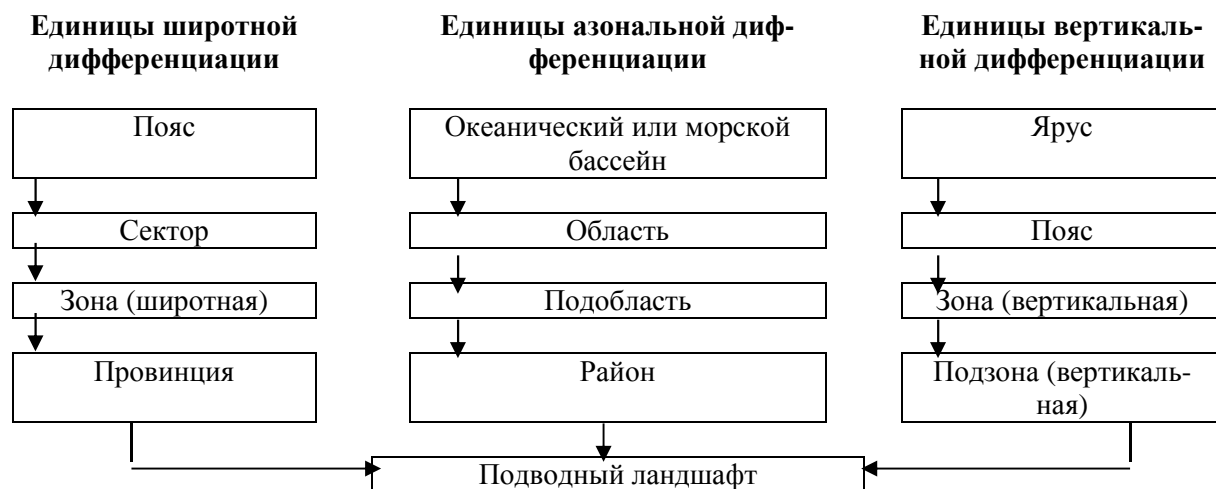 Единицы широтной
дифференциации
Единицы азональной диф-
ференциации
Единицы вертикаль-
ной дифференциации
Пояс
Океанический или морской
бассейн
Ярус
Сектор
Область
Пояс
Зона (широтная)
Подобласть
Зона (вертикальная)
Провинция
Район
Подзона (вертикаль-
ная)
Подводный ландшафт